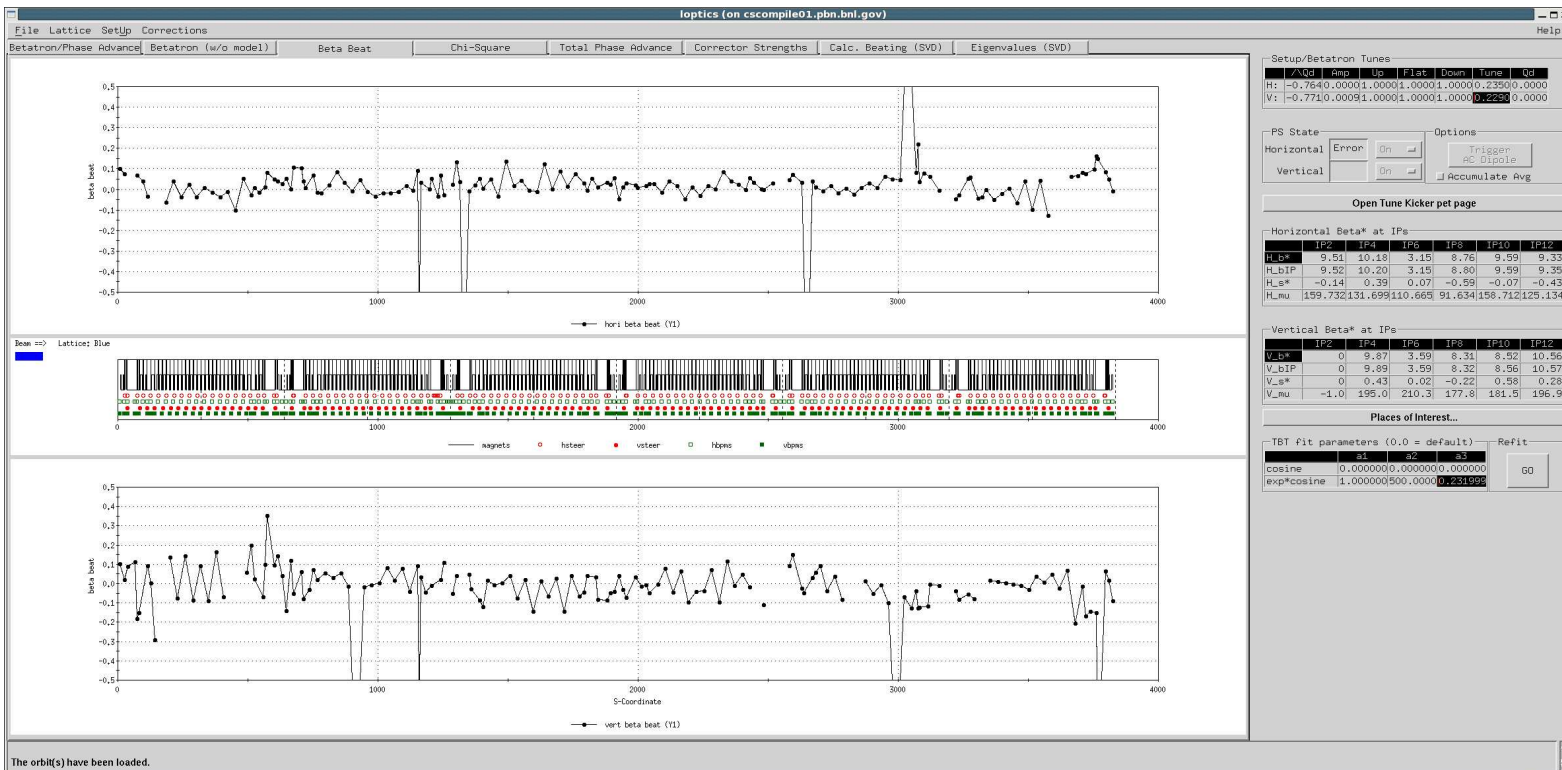 loptics (on cscompile01.pbn.bnl.gov)
File Lattice SetUp Corrections Help
Betatron/Phase Advance Betatron (w/o model) Beta Beat Chi-Square Total Phase Advance Corrector Strengths Calc. Beating (SVD) Eigenvalues (SVD)
0.5
0.4
0.3
0.2
0.1
0.0
-0.1
-0.2
-0.3
-0.4
-0.5
beta beat
0 1000 2000 3000 4000
hori beta beat (Y1)
Beam ==> Lattice: Blue
magnets hsteer vsteer hbpms vbpms
0.5
0.4
0.3
0.2
0.1
0.0
-0.1
-0.2
-0.3
-0.4
-0.5
beta beat
0 1000 2000 3000 4000
S-Coordinate
vert beta beat (Y1)
Setup/Betatron Tunes
/\Qd Amp Up Flat Down Tune Qd
H: -0.764 0.0000 1.0000 1.0000 1.0000 0.2350 0.0000
V: -0.771 0.0009 1.0000 1.0000 1.0000 0.2290 0.0000
PS State
Horizontal Error On
Vertical On
Options
Trigger
AC Dipole
Accumulate Avg
Open Tune Kicker pet page
Horizontal Beta* at IPs
IP2 IP4 IP6 IP8 IP10 IP12
H_b* 9.51 10.18 3.15 8.76 9.59 9.33
H_bIP 9.52 10.20 3.15 8.80 9.59 9.35
H_s* -0.14 0.39 0.07 -0.59 -0.07 -0.43
H_mu 159.732 131.699 110.665 91.634 158.712 125.134
Vertical Beta* at IPs
IP2 IP4 IP6 IP8 IP10 IP12
V_b* 0 9.87 3.59 8.31 8.52 10.56
V_bIP 0 9.89 3.59 8.32 8.56 10.57
V_s* 0 0.43 0.02 -0.22 0.58 0.28
V_mu -1.0 195.0 210.3 177.8 181.5 196.9
Places of Interest...
TBT fit parameters (0.0 = default)
a1 a2 a3
cosine 0.000000 0.000000 0.000000
exp*cosine 1.000000 500.0000 0.231999
Refit
GO
The orbit(s) have been loaded.